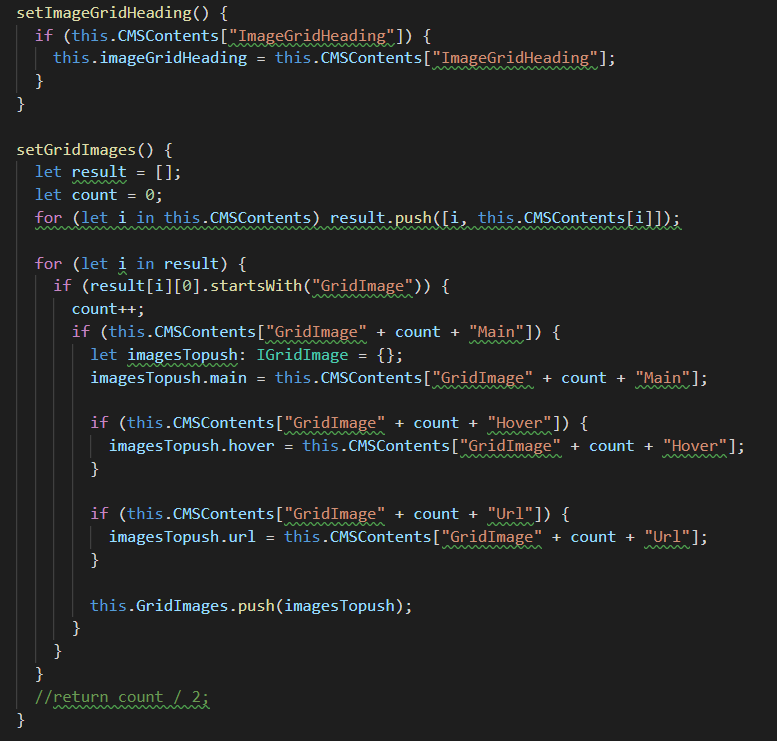 setImageGridHeading() {
if (this.CMSContents["ImageGridHeading"]) {
this.imageGridHeading = this.CMSContents["ImageGridHeading"];
}
}
setGridImages() {
let result = [];
let count = 0;
for (let i in this.CMSContents) result.push([i, this.CMSContents[i]]);
for (let i in result) {
if (result[i][0].startsWith("GridImage")) {
count++;
if (this.CMSContents["GridImage" + count + "Main"]) {
let imagesTopush: IGridImage = {};
imagesTopush.main = this.CMSContents["GridImage" + count + "Main"];
if (this.CMSContents["GridImage" + count + "Hover"]) {
imagesTopush.hover = this.CMSContents["GridImage" + count + "Hover"];
}
if (this.CMSContents["GridImage" + count + "Url"]) {
imagesTopush.url = this.CMSContents["GridImage" + count + "Url"];
}
this.GridImages.push(imagesTopush);
}
}
}
//return count / 2;
}